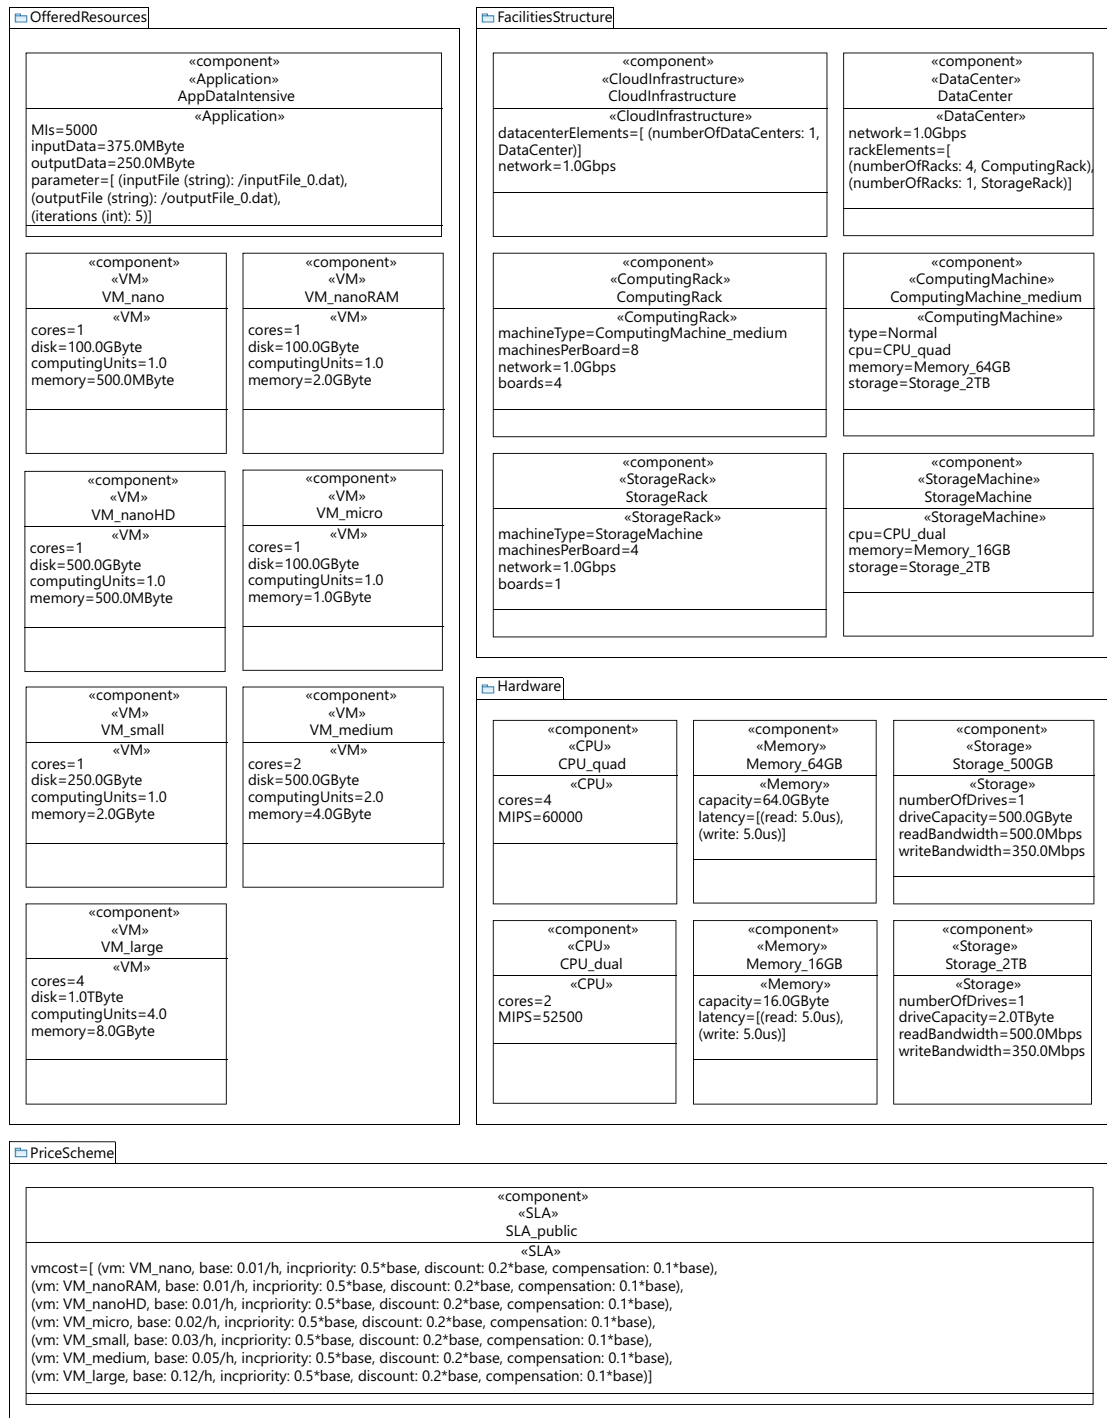 OfferedResources
«component»
«Application»
AppDataIntensive
«Application»
MIs=5000
inputData=375.0MByte
outputData=250.0MByte
parameter=[ (inputFile (string): /inputFile_0.dat),
(outputFile (string): /outputFile_0.dat),
(iterations (int): 5)]
«component»
«VM»
VM_nano
«VM»
cores=1
disk=100.0GByte
computingUnits=1.0
memory=500.0MByte
«component»
«VM»
VM_nanoRAM
«VM»
cores=1
disk=100.0GByte
computingUnits=1.0
memory=2.0GByte
«component»
«VM»
VM_nanoHD
«VM»
cores=1
disk=500.0GByte
computingUnits=1.0
memory=500.0MByte
«component»
«VM»
VM_micro
«VM»
cores=1
disk=100.0GByte
computingUnits=1.0
memory=1.0GByte
«component»
«VM»
VM_small
«VM»
cores=1
disk=250.0GByte
computingUnits=1.0
memory=2.0GByte
«component»
«VM»
VM_medium
«VM»
cores=2
disk=500.0GByte
computingUnits=2.0
memory=4.0GByte
«component»
«VM»
VM_large
«VM»
cores=4
disk=1.0TByte
computingUnits=4.0
memory=8.0GByte
FacilitiesStructure
«component»
«CloudInfrastructure»
CloudInfrastructure
«CloudInfrastructure»
datacenterElements=[ (numberOfDataCenters: 1,
DataCenter)]
network=1.0Gbps
«component»
«DataCenter»
DataCenter
«DataCenter»
network=1.0Gbps
rackElements=[
(numberOfRacks: 4, ComputingRack),
(numberOfRacks: 1, StorageRack)]
«component»
«ComputingRack»
ComputingRack
«ComputingRack»
machineType=ComputingMachine_medium
machinesPerBoard=8
network=1.0Gbps
boards=4
«component»
«ComputingMachine»
ComputingMachine_medium
«ComputingMachine»
type=Normal
cpu=CPU_quad
memory=Memory_64GB
storage=Storage_2TB
«component»
«StorageRack»
StorageRack
«StorageRack»
machineType=StorageMachine
machinesPerBoard=4
network=1.0Gbps
boards=1
«component»
«StorageMachine»
StorageMachine
«StorageMachine»
cpu=CPU_dual
memory=Memory_16GB
storage=Storage_2TB
Hardware
«component»
«CPU»
CPU_quad
«CPU»
cores=4
MIPS=60000
«component»
«Memory»
Memory_64GB
«Memory»
capacity=64.0GByte
latency=[(read: 5.0us),
(write: 5.0us)]
«component»
«Storage»
Storage_500GB
«Storage»
numberOfDrives=1
driveCapacity=500.0GByte
readBandwidth=500.0Mbps
writeBandwidth=350.0Mbps
«component»
«CPU»
CPU_dual
«CPU»
cores=2
MIPS=52500
«component»
«Memory»
Memory_16GB
«Memory»
capacity=16.0GByte
latency=[(read: 5.0us),
(write: 5.0us)]
«component»
«Storage»
Storage_2TB
«Storage»
numberOfDrives=1
driveCapacity=2.0TByte
readBandwidth=500.0Mbps
writeBandwidth=350.0Mbps
PriceScheme
«component»
«SLA»
SLA_public
«SLA»
vmcost=[ (vm: VM_nano, base: 0.01/h, incpriority: 0.5*base, discount: 0.2*base, compensation: 0.1*base),
(vm: VM_nanoRAM, base: 0.01/h, incpriority: 0.5*base, discount: 0.2*base, compensation: 0.1*base),
(vm: VM_nanoHD, base: 0.01/h, incpriority: 0.5*base, discount: 0.2*base, compensation: 0.1*base),
(vm: VM_micro, base: 0.02/h, incpriority: 0.5*base, discount: 0.2*base, compensation: 0.1*base),
(vm: VM_small, base: 0.03/h, incpriority: 0.5*base, discount: 0.2*base, compensation: 0.1*base),
(vm: VM_medium, base: 0.05/h, incpriority: 0.5*base, discount: 0.2*base, compensation: 0.1*base),
(vm: VM_large, base: 0.12/h, incpriority: 0.5*base, discount: 0.2*base, compensation: 0.1*base)]